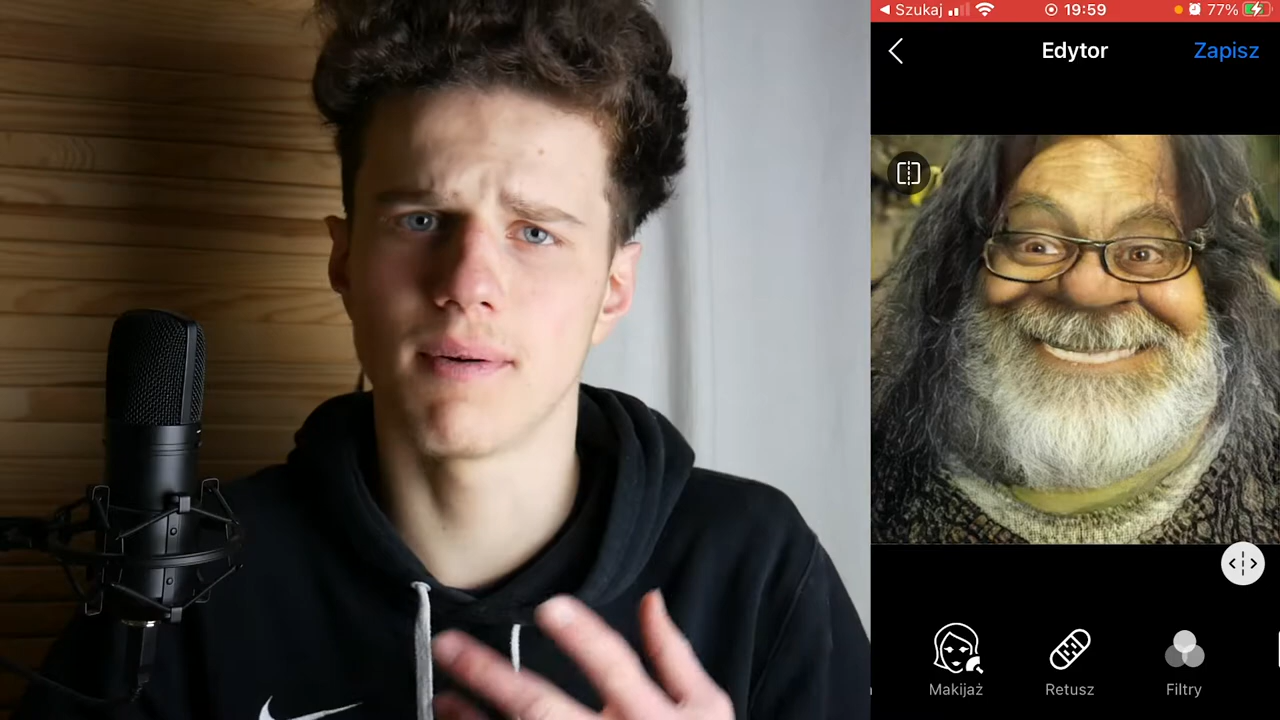 ◀ Szukaj 19:59 77%
Edytor Zapisz
Makijaż Retusz Filtry